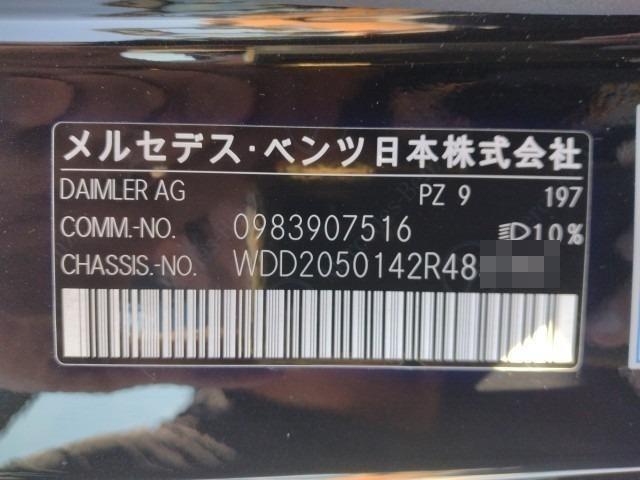 メルセデス・ベンツ日本株式会社
DAIMLER AG PZ 9 197
COMM.-NO. 0983907516 10%
CHASSIS.-NO. WDD2050142R48